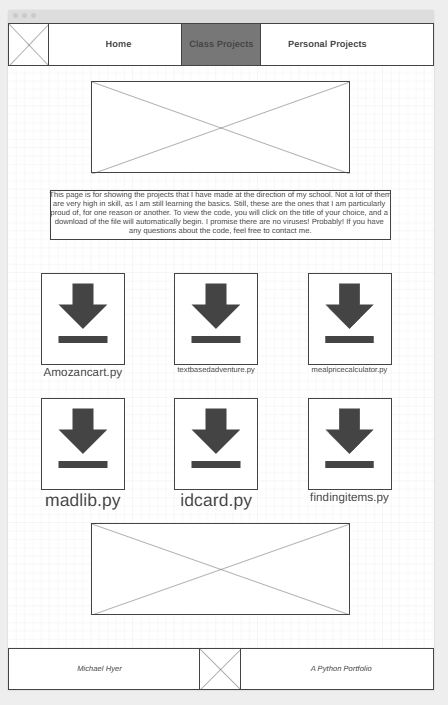 Home Class Projects Personal Projects
This page is for showing the projects that I have made at the direction of my school. Not a lot of them
are very high in skill, as I am still learning the basics. Still, these are the ones that I am particularly
proud of, for one reason or another. To view the code, you will click on the title of your choice, and a
download of the file will automatically begin. I promise there are no viruses! Probably! If you have
any questions about the code, feel free to contact me.
Amozancart.py textbasedadventure.py mealpricecalculator.py
madlib.py idcard.py findingitems.py
Michael Hyer A Python Portfolio